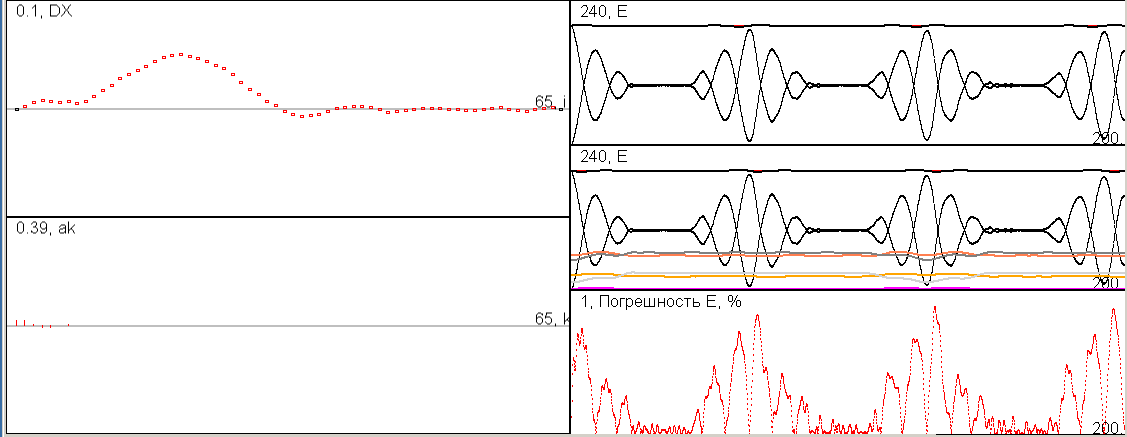 0.1, DX
65, i
0.39, ak
65, k
240, E
200,
240, E
200,
1, Погрешность E, %
200,